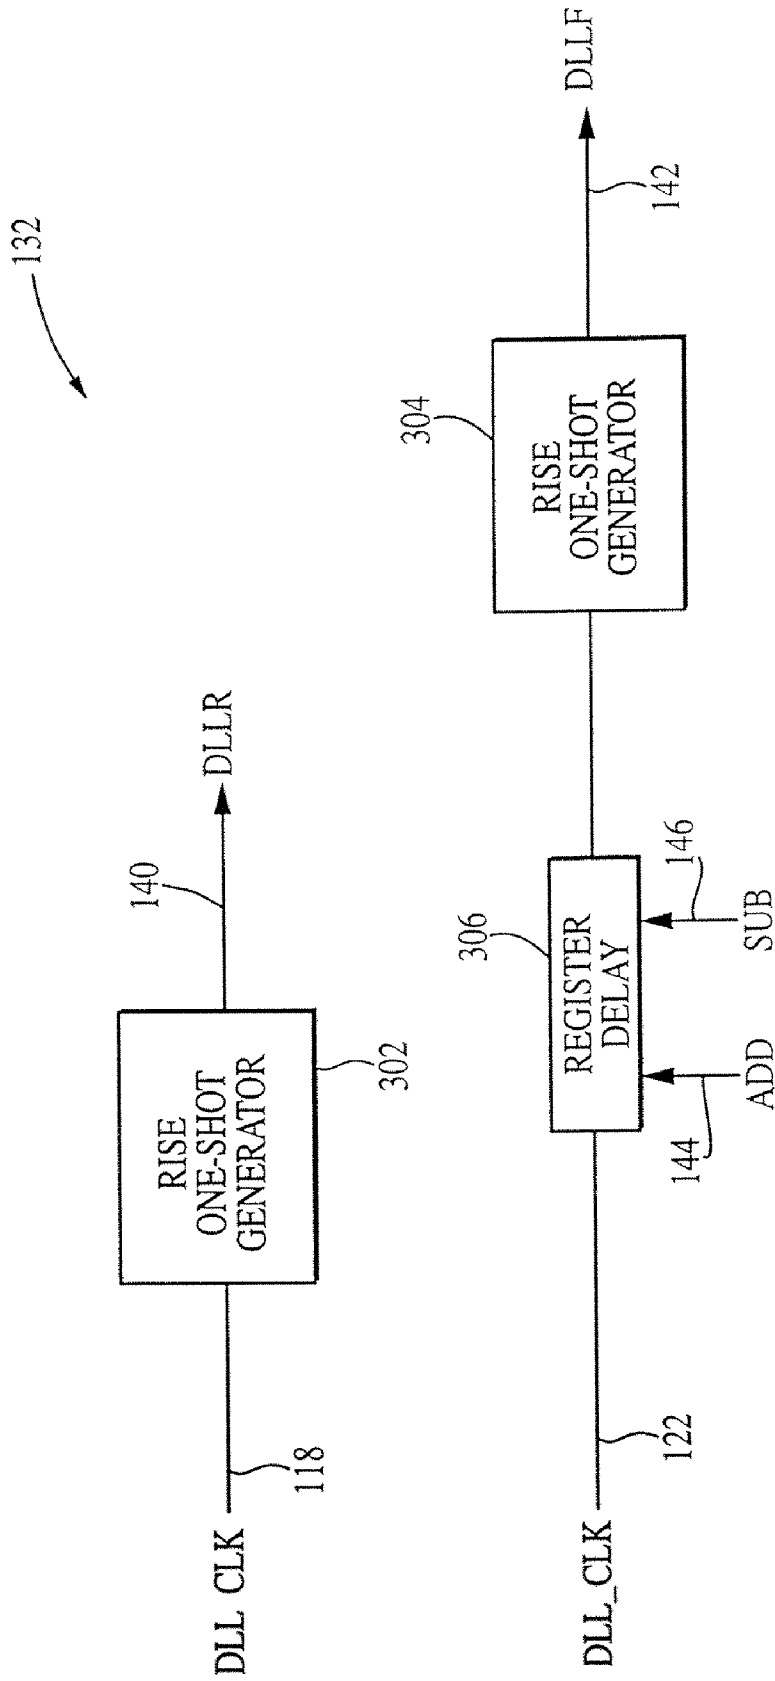 132
DLL CLK
118
RISE
ONE-SHOT
GENERATOR
302
140
DLLR
DLL_CLK
122
REGISTER
DELAY
306
144
ADD
146
SUB
RISE
ONE-SHOT
GENERATOR
304
142
DLLF